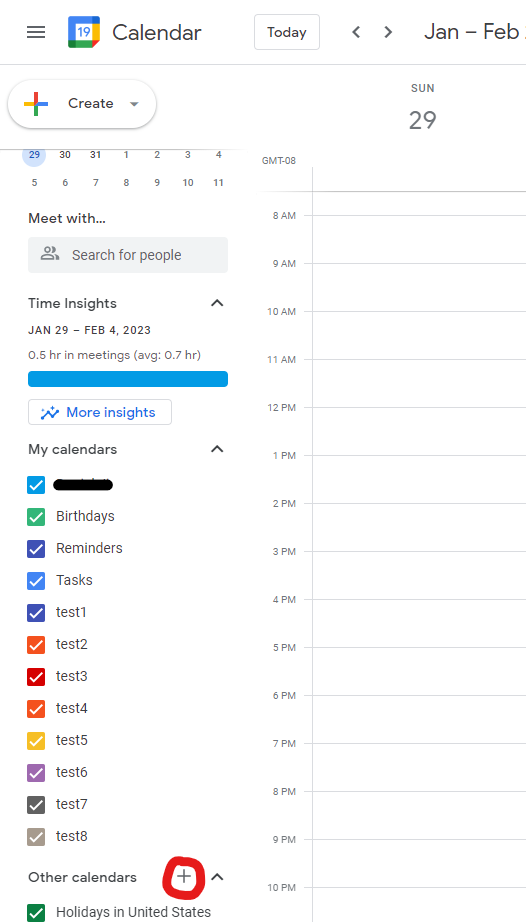 19 Calendar
Today
Jan – Feb
Create
SUN
29
GMT-08
29 30 31 1 2 3 4
5 6 7 8 9 10 11
Meet with...
Search for people
Time Insights
JAN 29 – FEB 4, 2023
0.5 hr in meetings (avg: 0.7 hr)
More insights
My calendars
Birthdays
Reminders
Tasks
test1
test2
test3
test4
test5
test6
test7
test8
Other calendars
Holidays in United States
8 AM
9 AM
10 AM
11 AM
12 PM
1 PM
2 PM
3 PM
4 PM
5 PM
6 PM
7 PM
8 PM
9 PM
10 PM